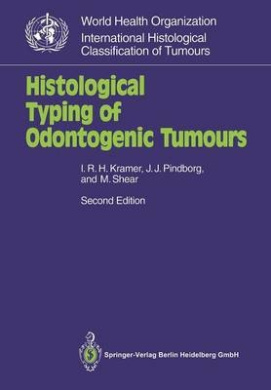 World Health Organization
International Histological
Classification of Tumours
Histological
Typing of
Odontogenic Tumours
I. R. H. Kramer, J. J. Pindborg,
and M. Shear
Second Edition
Springer-Verlag Berlin Heidelberg GmbH